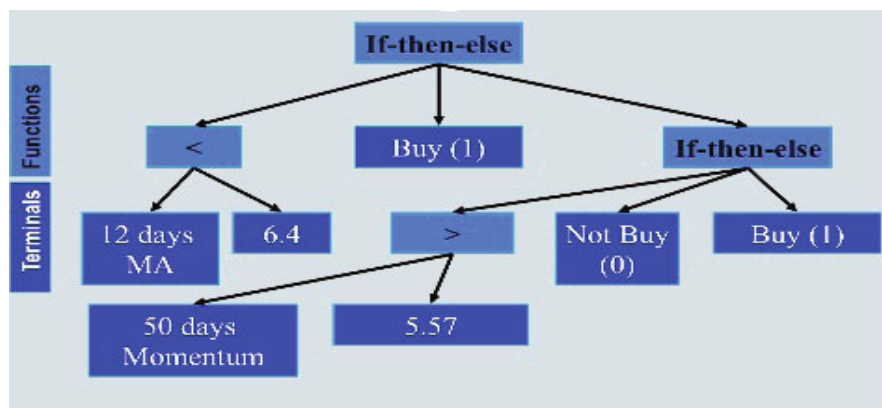 If-then-else
Functions
<
Buy (1)
If-then-else
Terminals
12 days
MA
6.4
>
Not Buy
(0)
Buy (1)
50 days
Momentum
5.57